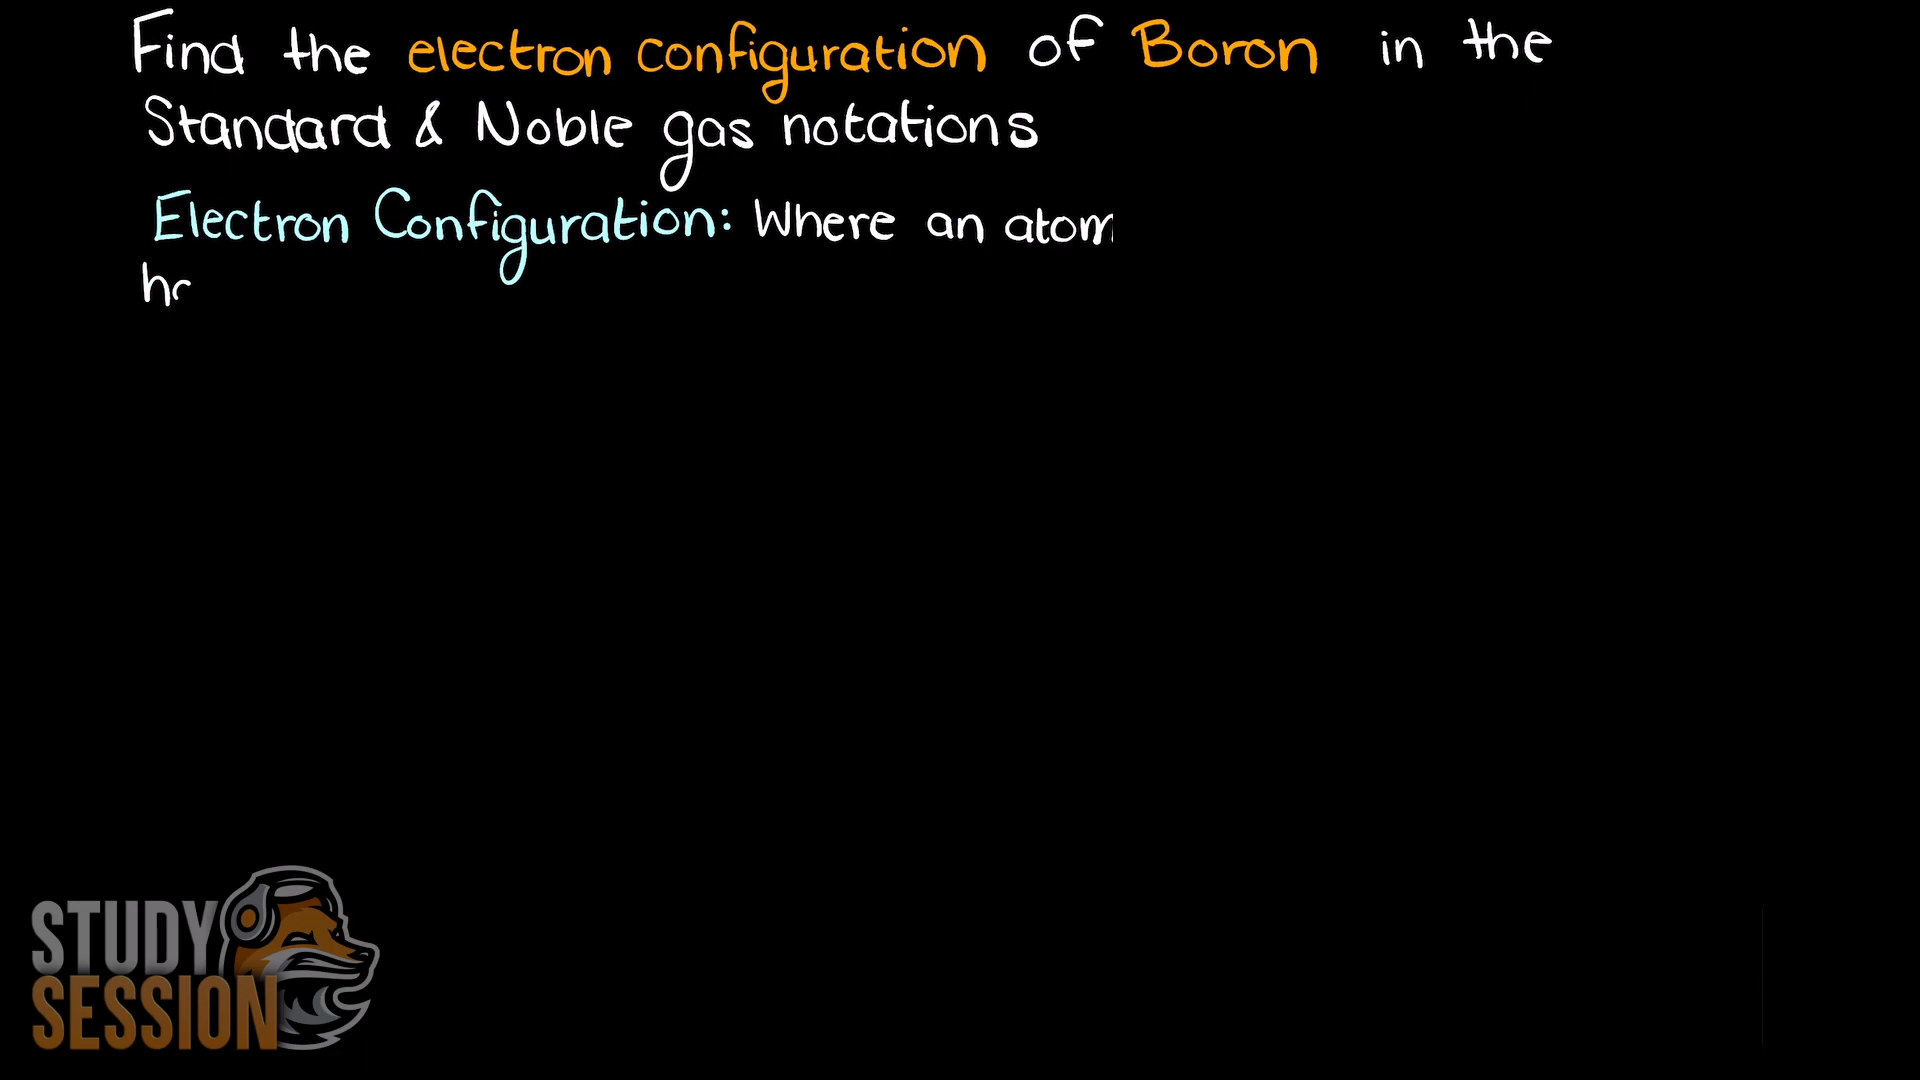 Find the electron configuration of Boron in the
Standard & Noble gas notations
Electron Configuration: Where an atom
STUDY
SESSION